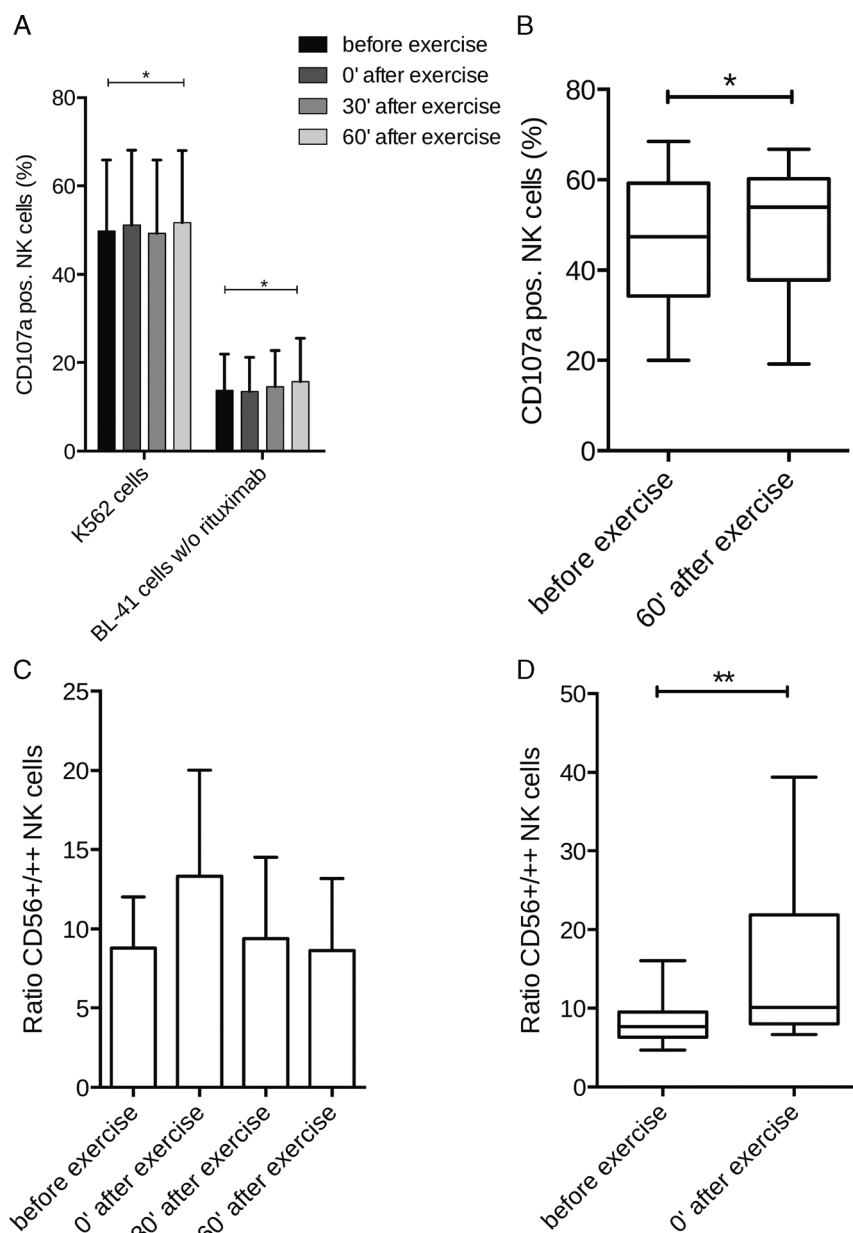 A
before exercise
0' after exercise
30' after exercise
60' after exercise
*
*
80
60
40
20
0
CD107a pos. NK cells (%)
K562 cells
BL-41 cells w/o rituximab
B
*
80
60
40
20
0
CD107a pos. NK cells (%)
before exercise
60' after exercise
C
25
20
15
10
5
0
Ratio CD56+/++ NK cells
before exercise
0' after exercise
30' after exercise
60' after exercise
D
**
50
40
30
20
10
0
Ratio CD56+/++ NK cells
before exercise
0' after exercise